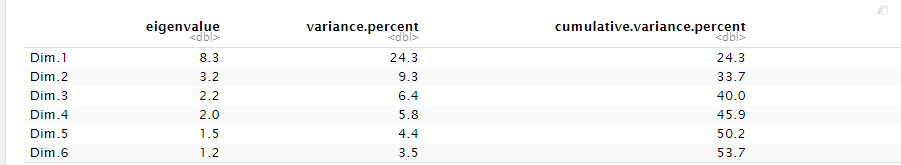 eigenvalue variance.percent cumulative.variance.percent
<dbl> <dbl> <dbl>
Dim.1 8.3 24.3 24.3
Dim.2 3.2 9.3 33.7
Dim.3 2.2 6.4 40.0
Dim.4 2.0 5.8 45.9
Dim.5 1.5 4.4 50.2
Dim.6 1.2 3.5 53.7